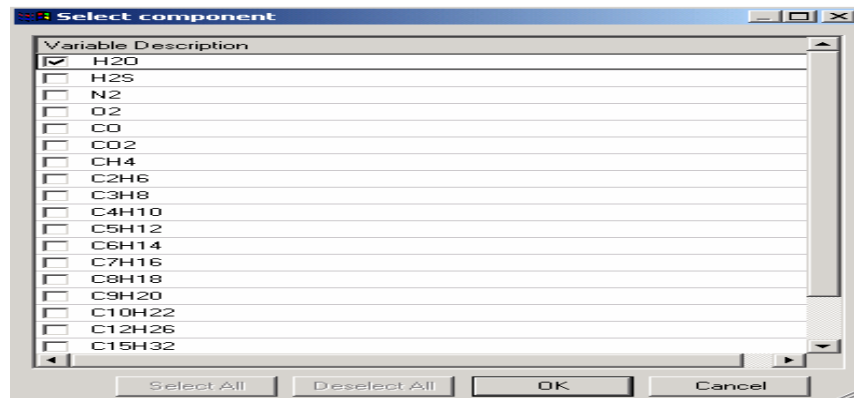 Select component
Variable Description
H2O
H2S
N2
O2
CO
CO2
CH4
C2H6
C3H8
C4H10
C5H12
C6H14
C7H16
C8H18
C9H20
C10H22
C12H26
C15H32
Select All Deselect All OK Cancel